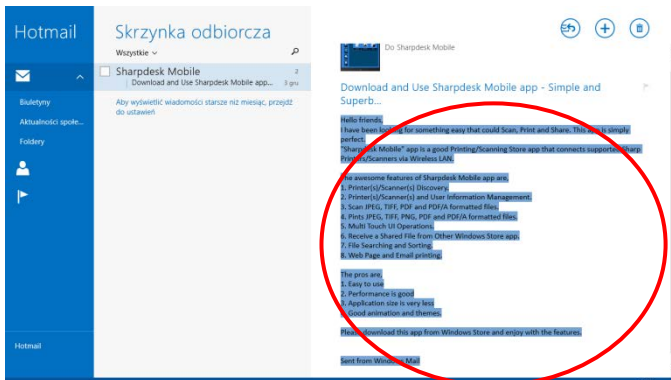 Hotmail
Skrzynka odbiorcza
Wszystkie
Sharpdesk Mobile 2
Download and Use Sharpdesk Mobile app... 3 gru
Aby wyświetlić wiadomości starsze niż miesiąc, przejdź
do ustawień
Biuletyny
Aktualności społe...
Foldery
Hotmail
Do Sharpdesk Mobile
Download and Use Sharpdesk Mobile app - Simple and
Superb...
Hello friends,
I have been looking for something easy that could Scan, Print and Share. This app is simply
perfect.
"Sharpdesk Mobile" app is a good Printing/Scanning Store app that connects supported Sharp
Printers/Scanners via Wireless LAN.
The awesome features of Sharpdesk Mobile app are,
1. Printer(s)/Scanner(s) Discovery,
2. Printer(s)/Scanner(s) and User Information Management.
3. Scan JPEG, TIFF, PDF and PDF/A formatted files.
4. Pints JPEG, TIFF, PNG, PDF and PDF/A formatted files.
5. Multi Touch UI Operations.
6. Receive a Shared File from Other Windows Store app.
7. File Searching and Sorting.
8. Web Page and Email printing.
The pros are,
1. Easy to use
2. Performance is good
3. Application size is very less
4. Good animation and themes.
Please download this app from Windows Store and enjoy with the features.
Sent from Windows Mail